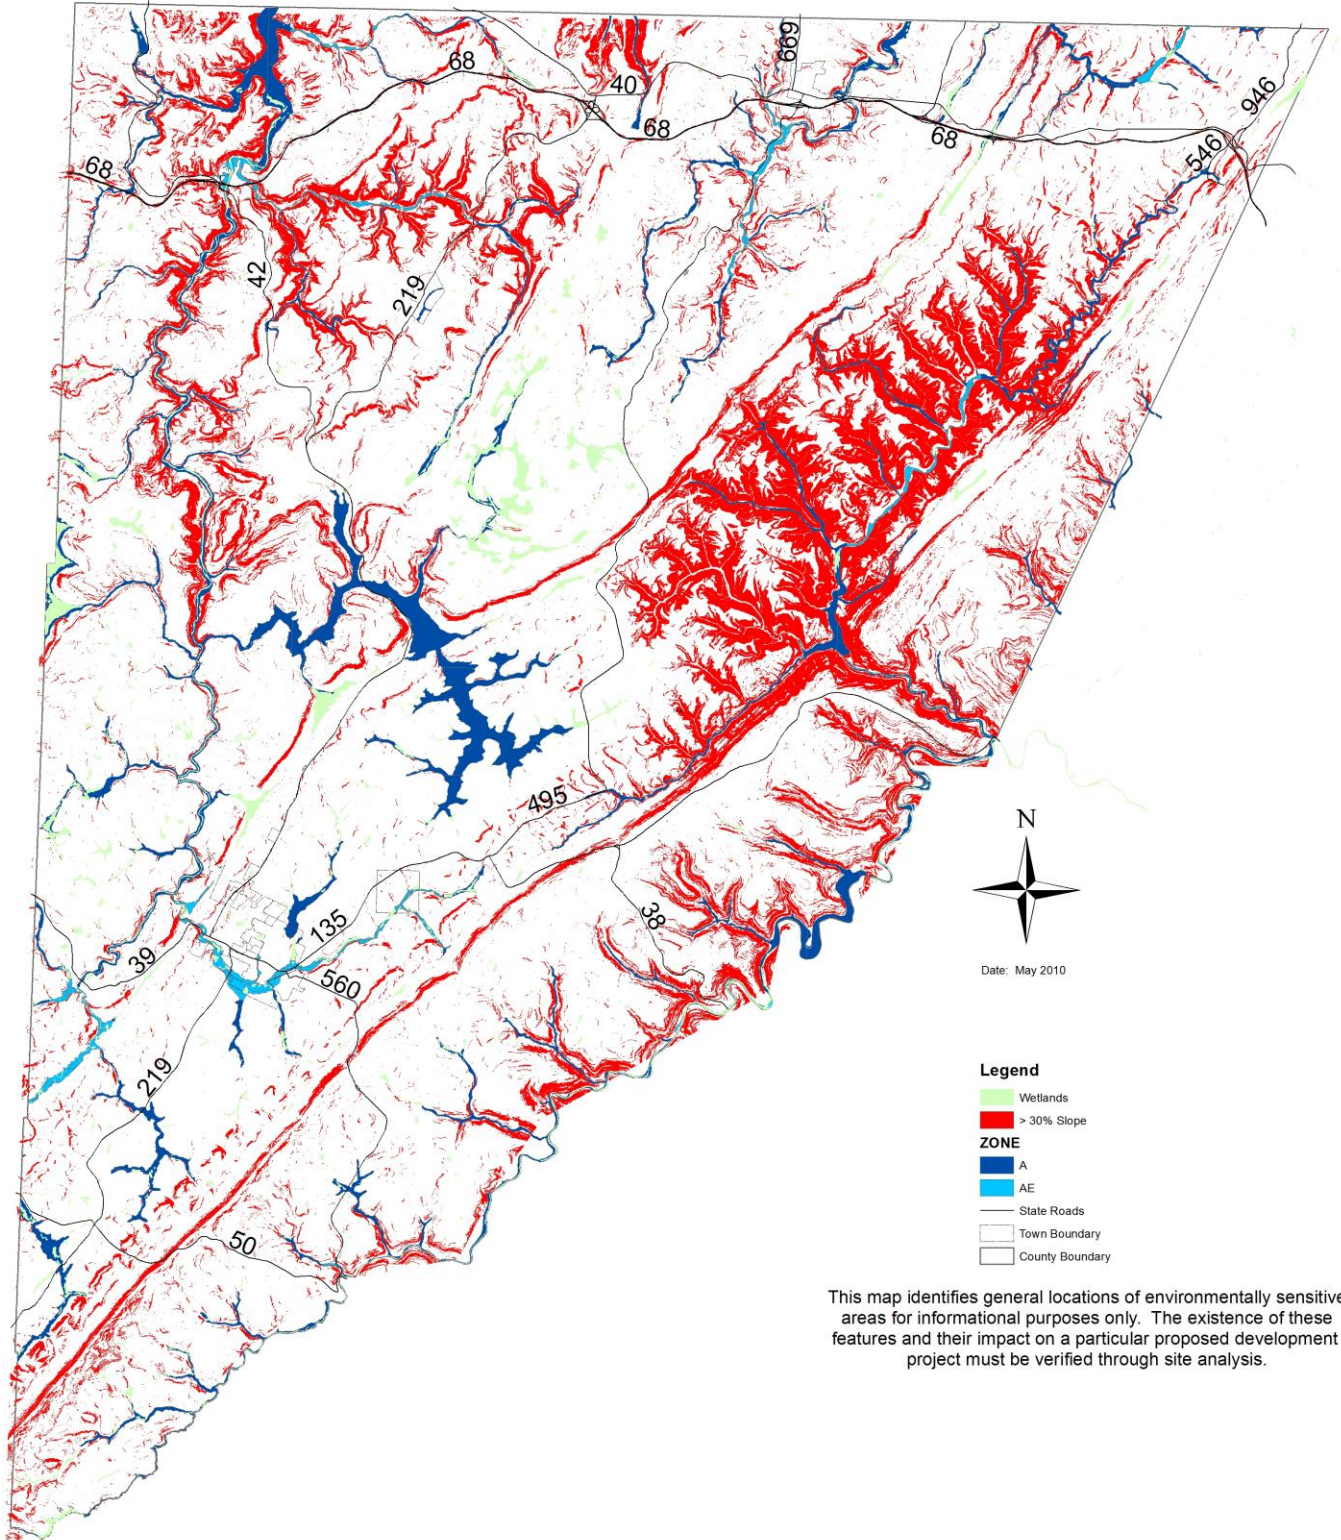 669
68
40
68
946
68
546
68
42
219
495
38
135
39
560
219
50
N
Date: May 2010
Legend
Wetlands
> 30% Slope
ZONE
A
AE
State Roads
Town Boundary
County Boundary
This map identifies general locations of environmentally sensitive
areas for informational purposes only. The existence of these
features and their impact on a particular proposed development
project must be verified through site analysis.